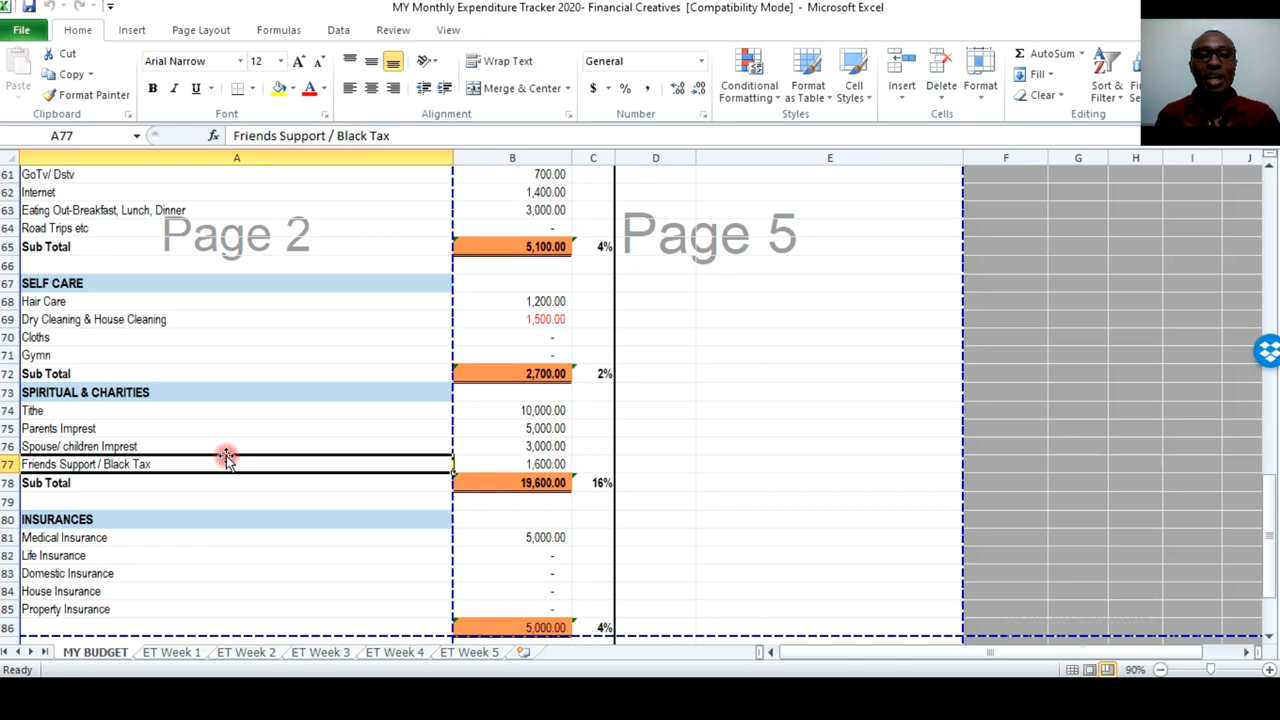 MY Monthly Expenditure Tracker 2020- Financial Creatives [Compatibility Mode] - Microsoft Excel
File Home Insert Page Layout Formulas Data Review View
Paste Cut Copy Format Painter Clipboard
Arial Narrow 12 A A B I U A Font
Wrap Text Merge & Center Alignment
General $ % , .0 .00 .00 .0 Number
Conditional Formatting Format as Table Cell Styles Styles
Insert Delete Format Cells
AutoSum Fill Clear Sort & Filter Editing
A77 fx Friends Support / Black Tax
A B C D E F G H I J
61 GoTv/ Dstv 700.00
62 Internet 1,400.00
63 Eating Out-Breakfast, Lunch, Dinner 3,000.00
64 Road Trips etc -
Page 2 Page 5
65 Sub Total 5,100.00 4%
66
67 SELF CARE
68 Hair Care 1,200.00
69 Dry Cleaning & House Cleaning 1,500.00
70 Cloths -
71 Gymn -
72 Sub Total 2,700.00 2%
73 SPIRITUAL & CHARITIES
74 Tithe 10,000.00
75 Parents Imprest 5,000.00
76 Spouse/ children Imprest 3,000.00
77 Friends Support / Black Tax 1,600.00
78 Sub Total 19,600.00 16%
79
80 INSURANCES
81 Medical Insurance 5,000.00
82 Life Insurance -
83 Domestic Insurance -
84 House Insurance -
85 Property Insurance -
86 5,000.00 4%
MY BUDGET ET Week 1 ET Week 2 ET Week 3 ET Week 4 ET Week 5
Ready 90%